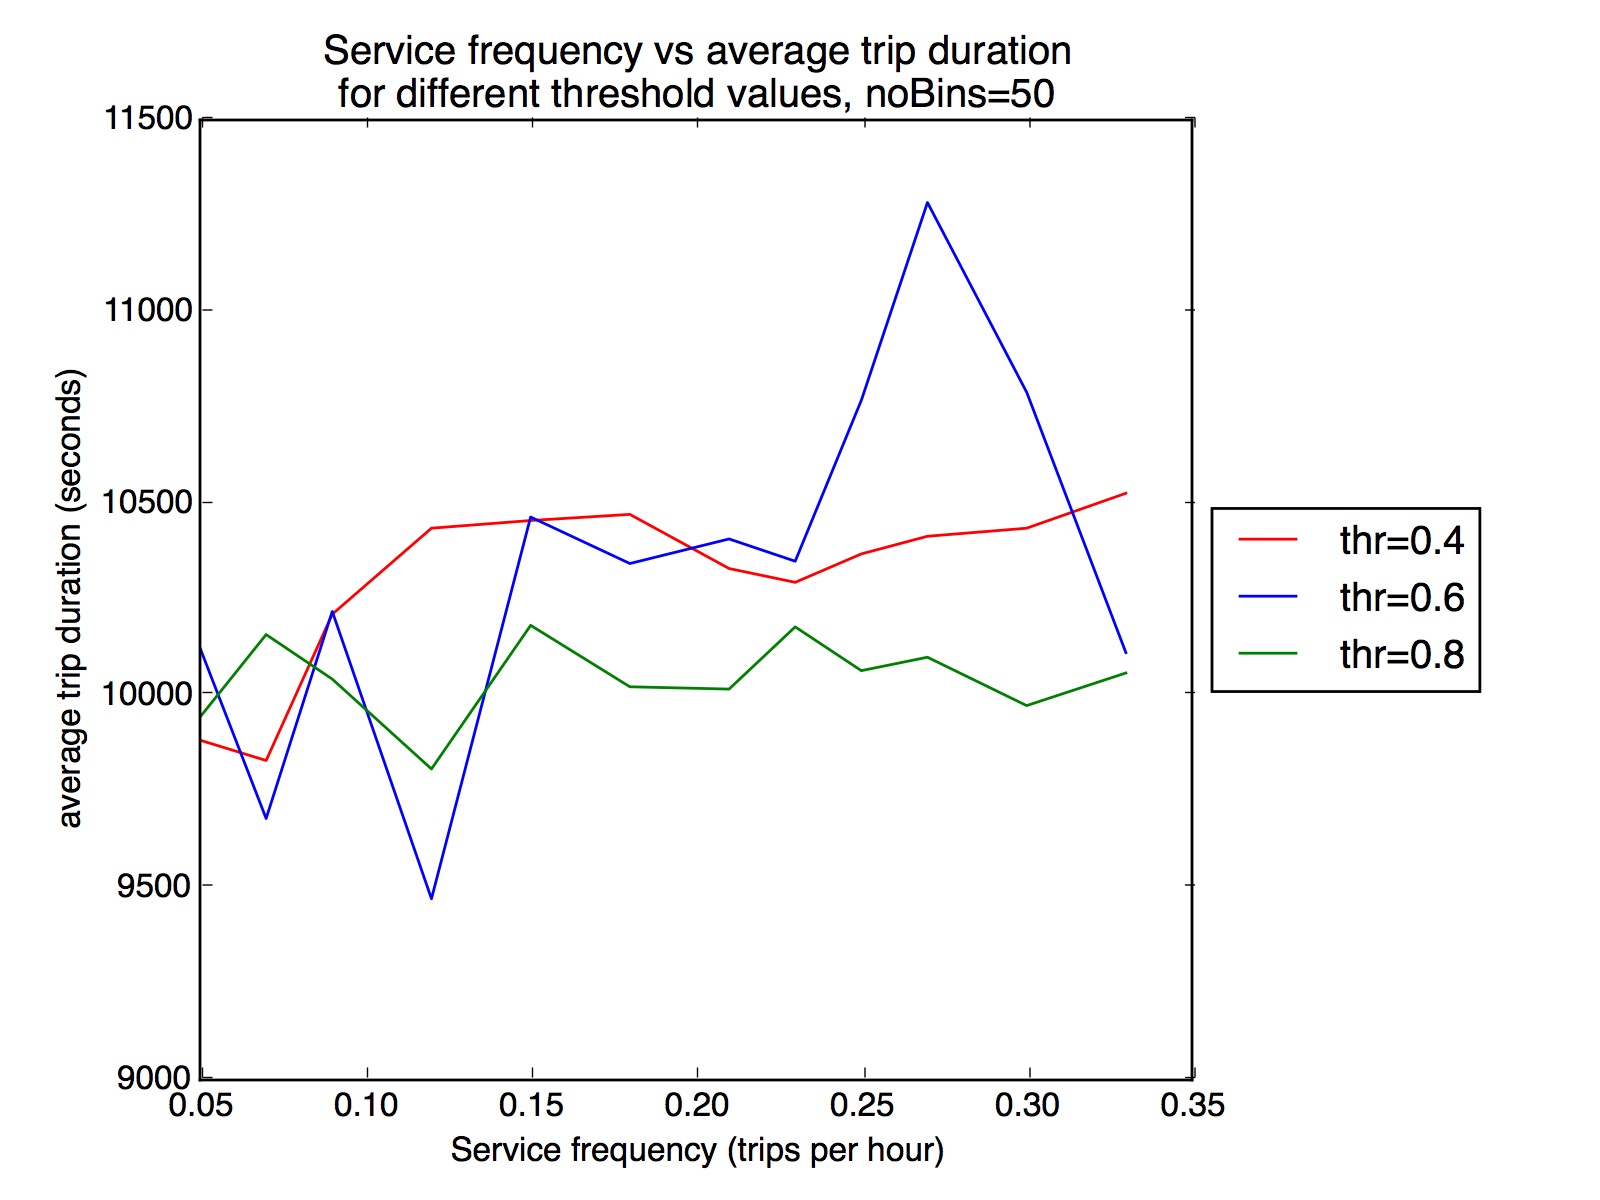 Service frequency vs average trip duration
for different threshold values, noBins=50
11500
11000
10500
10000
9500
9000
average trip duration (seconds)
0.05 0.10 0.15 0.20 0.25 0.30 0.35
Service frequency (trips per hour)
thr=0.4
thr=0.6
thr=0.8